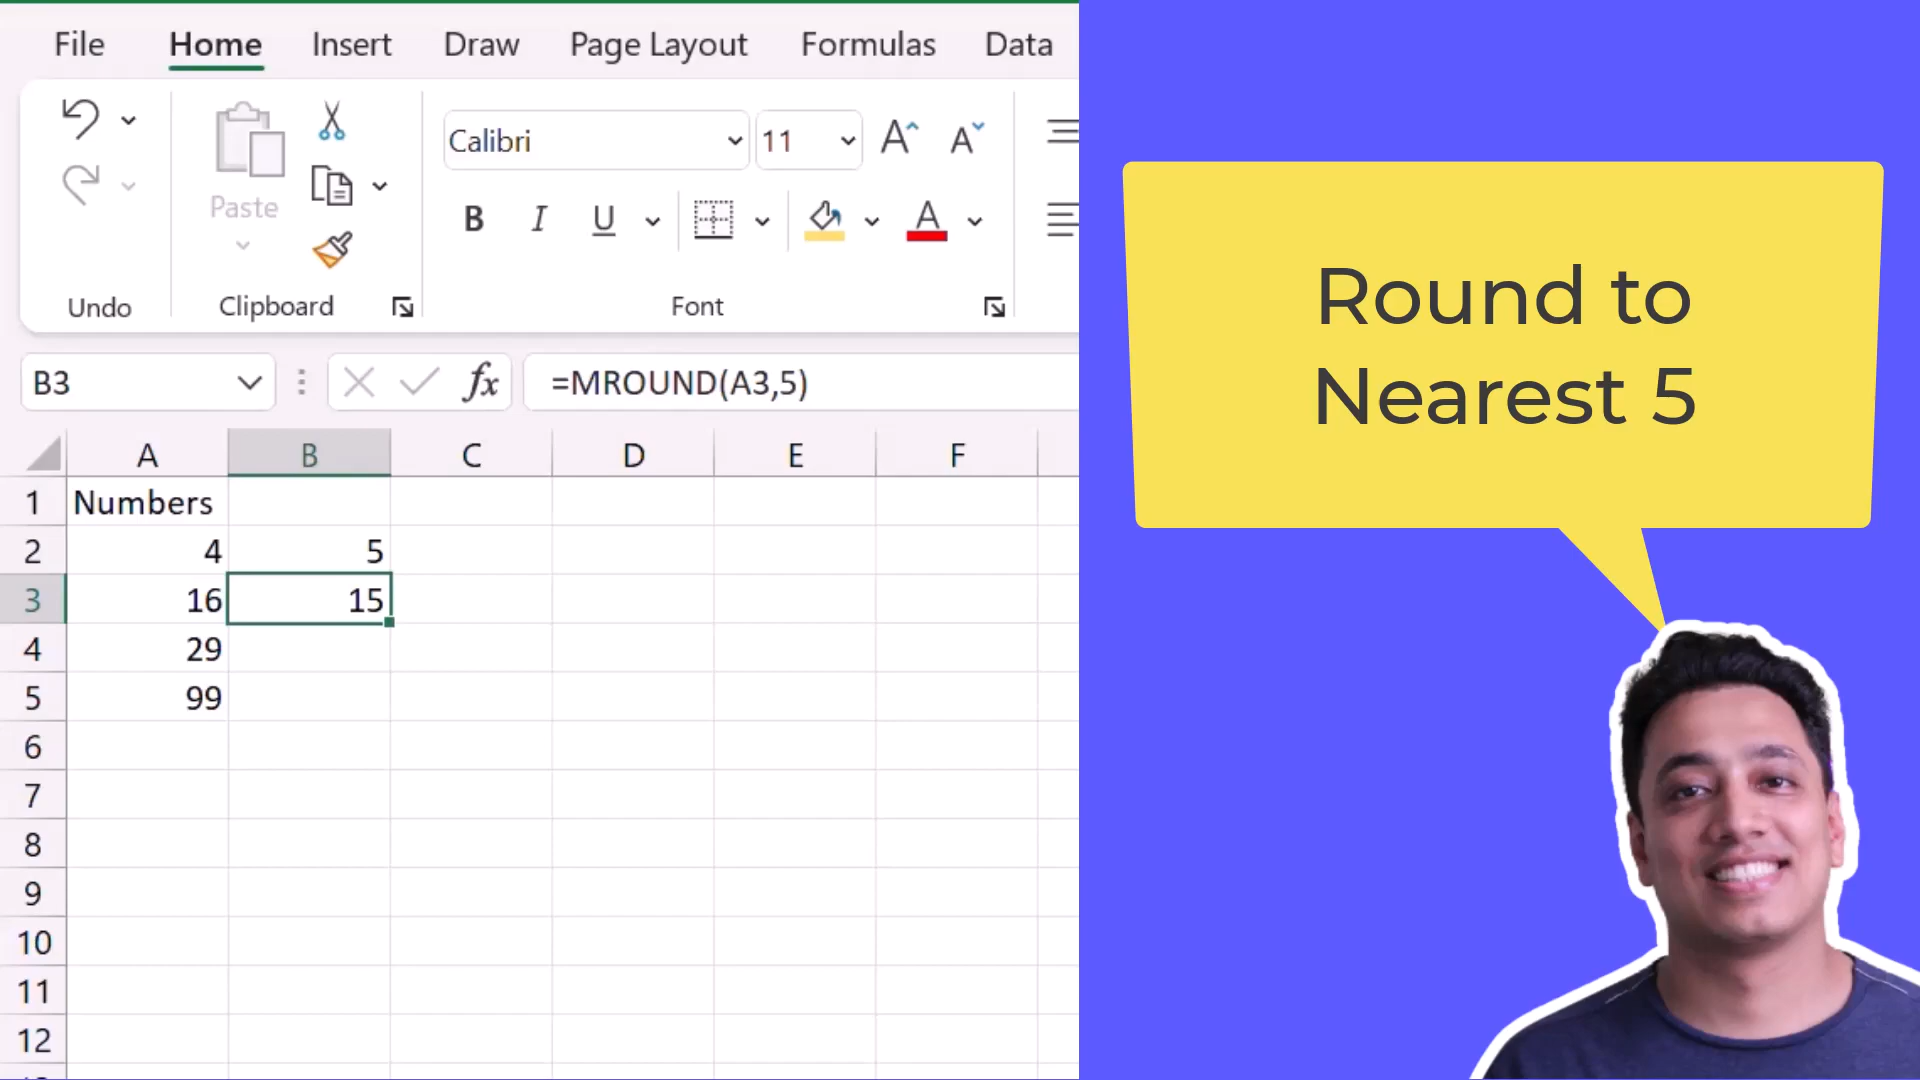 File Home Insert Draw Page Layout Formulas Data
Calibri 11
Paste
B I U A
Undo Clipboard Font
B3 fx =MROUND(A3,5)
A B C D E F
1 Numbers
2 4 5
3 16 15
4 29
5 99
6
7
8
9
10
11
12
Round to
Nearest 5